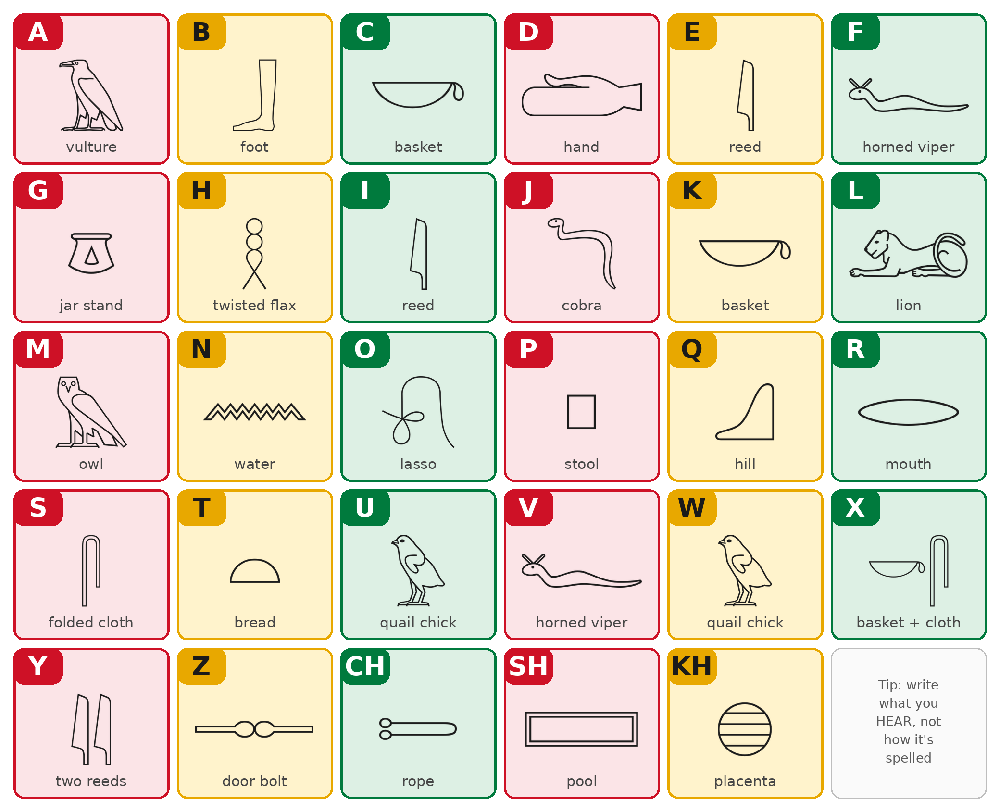 A
vulture
B
foot
C
basket
D
hand
E
reed
F
horned viper
G
jar stand
H
twisted flax
I
reed
J
cobra
K
basket
L
lion
M
owl
N
water
O
lasso
P
stool
Q
hill
R
mouth
S
folded cloth
T
bread
U
quail chick
V
horned viper
W
quail chick
X
basket + cloth
Y
two reeds
Z
door bolt
CH
rope
SH
pool
KH
placenta
Tip: write
what you
HEAR, not
how it's
spelled